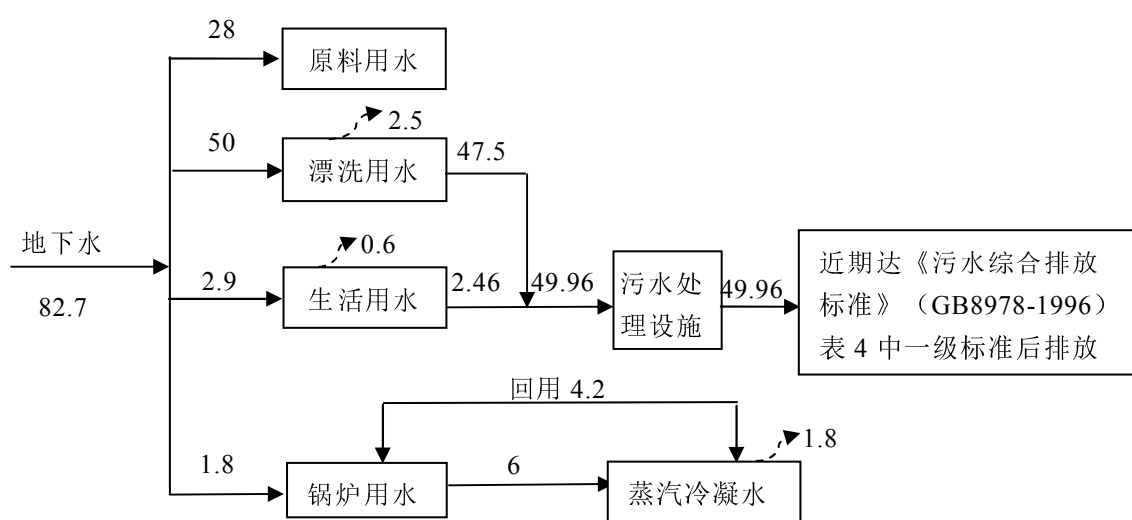 28
原料用水
2.5
50
漂洗用水
47.5
地下水
82.7
0.6
2.9
生活用水
2.46
49.96
污水处
理设施
49.96
近期达《污水综合排放
标准》（GB8978-1996）
表 4 中一级标准后排放
回用 4.2
1.8
1.8
锅炉用水
6
蒸汽冷凝水